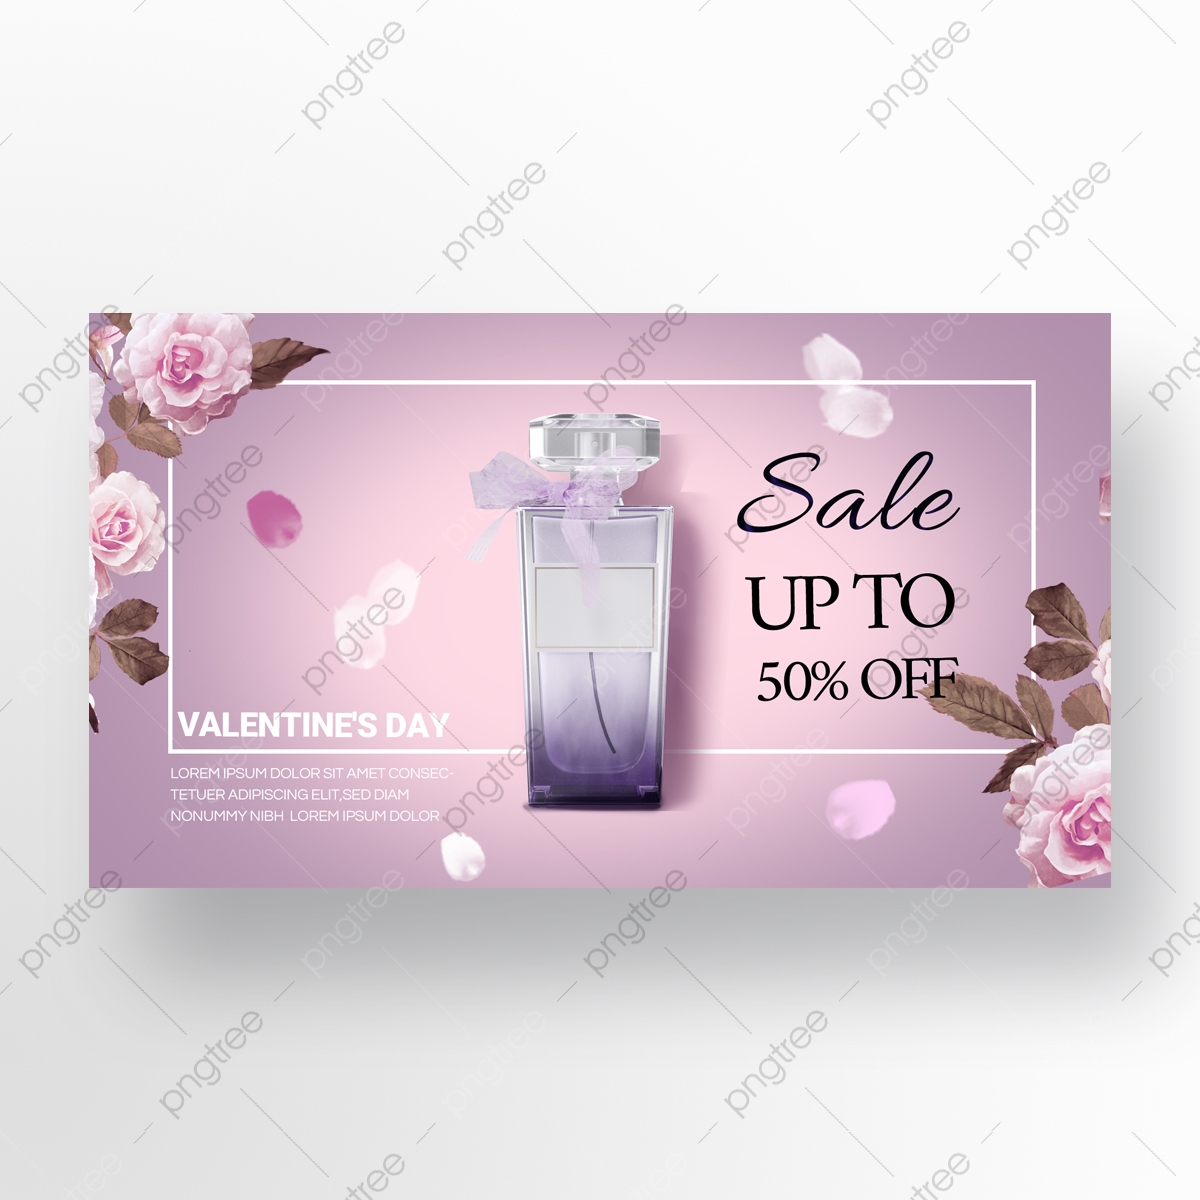 Sale
UP TO
50% OFF
VALENTINE'S DAY
LOREM IPSUM DOLOR SIT AMET CONSEC-
TETUER ADIPISCING ELIT,SED DIAM
NONUMMY NIBH LOREM IPSUM DOLOR
pngtree